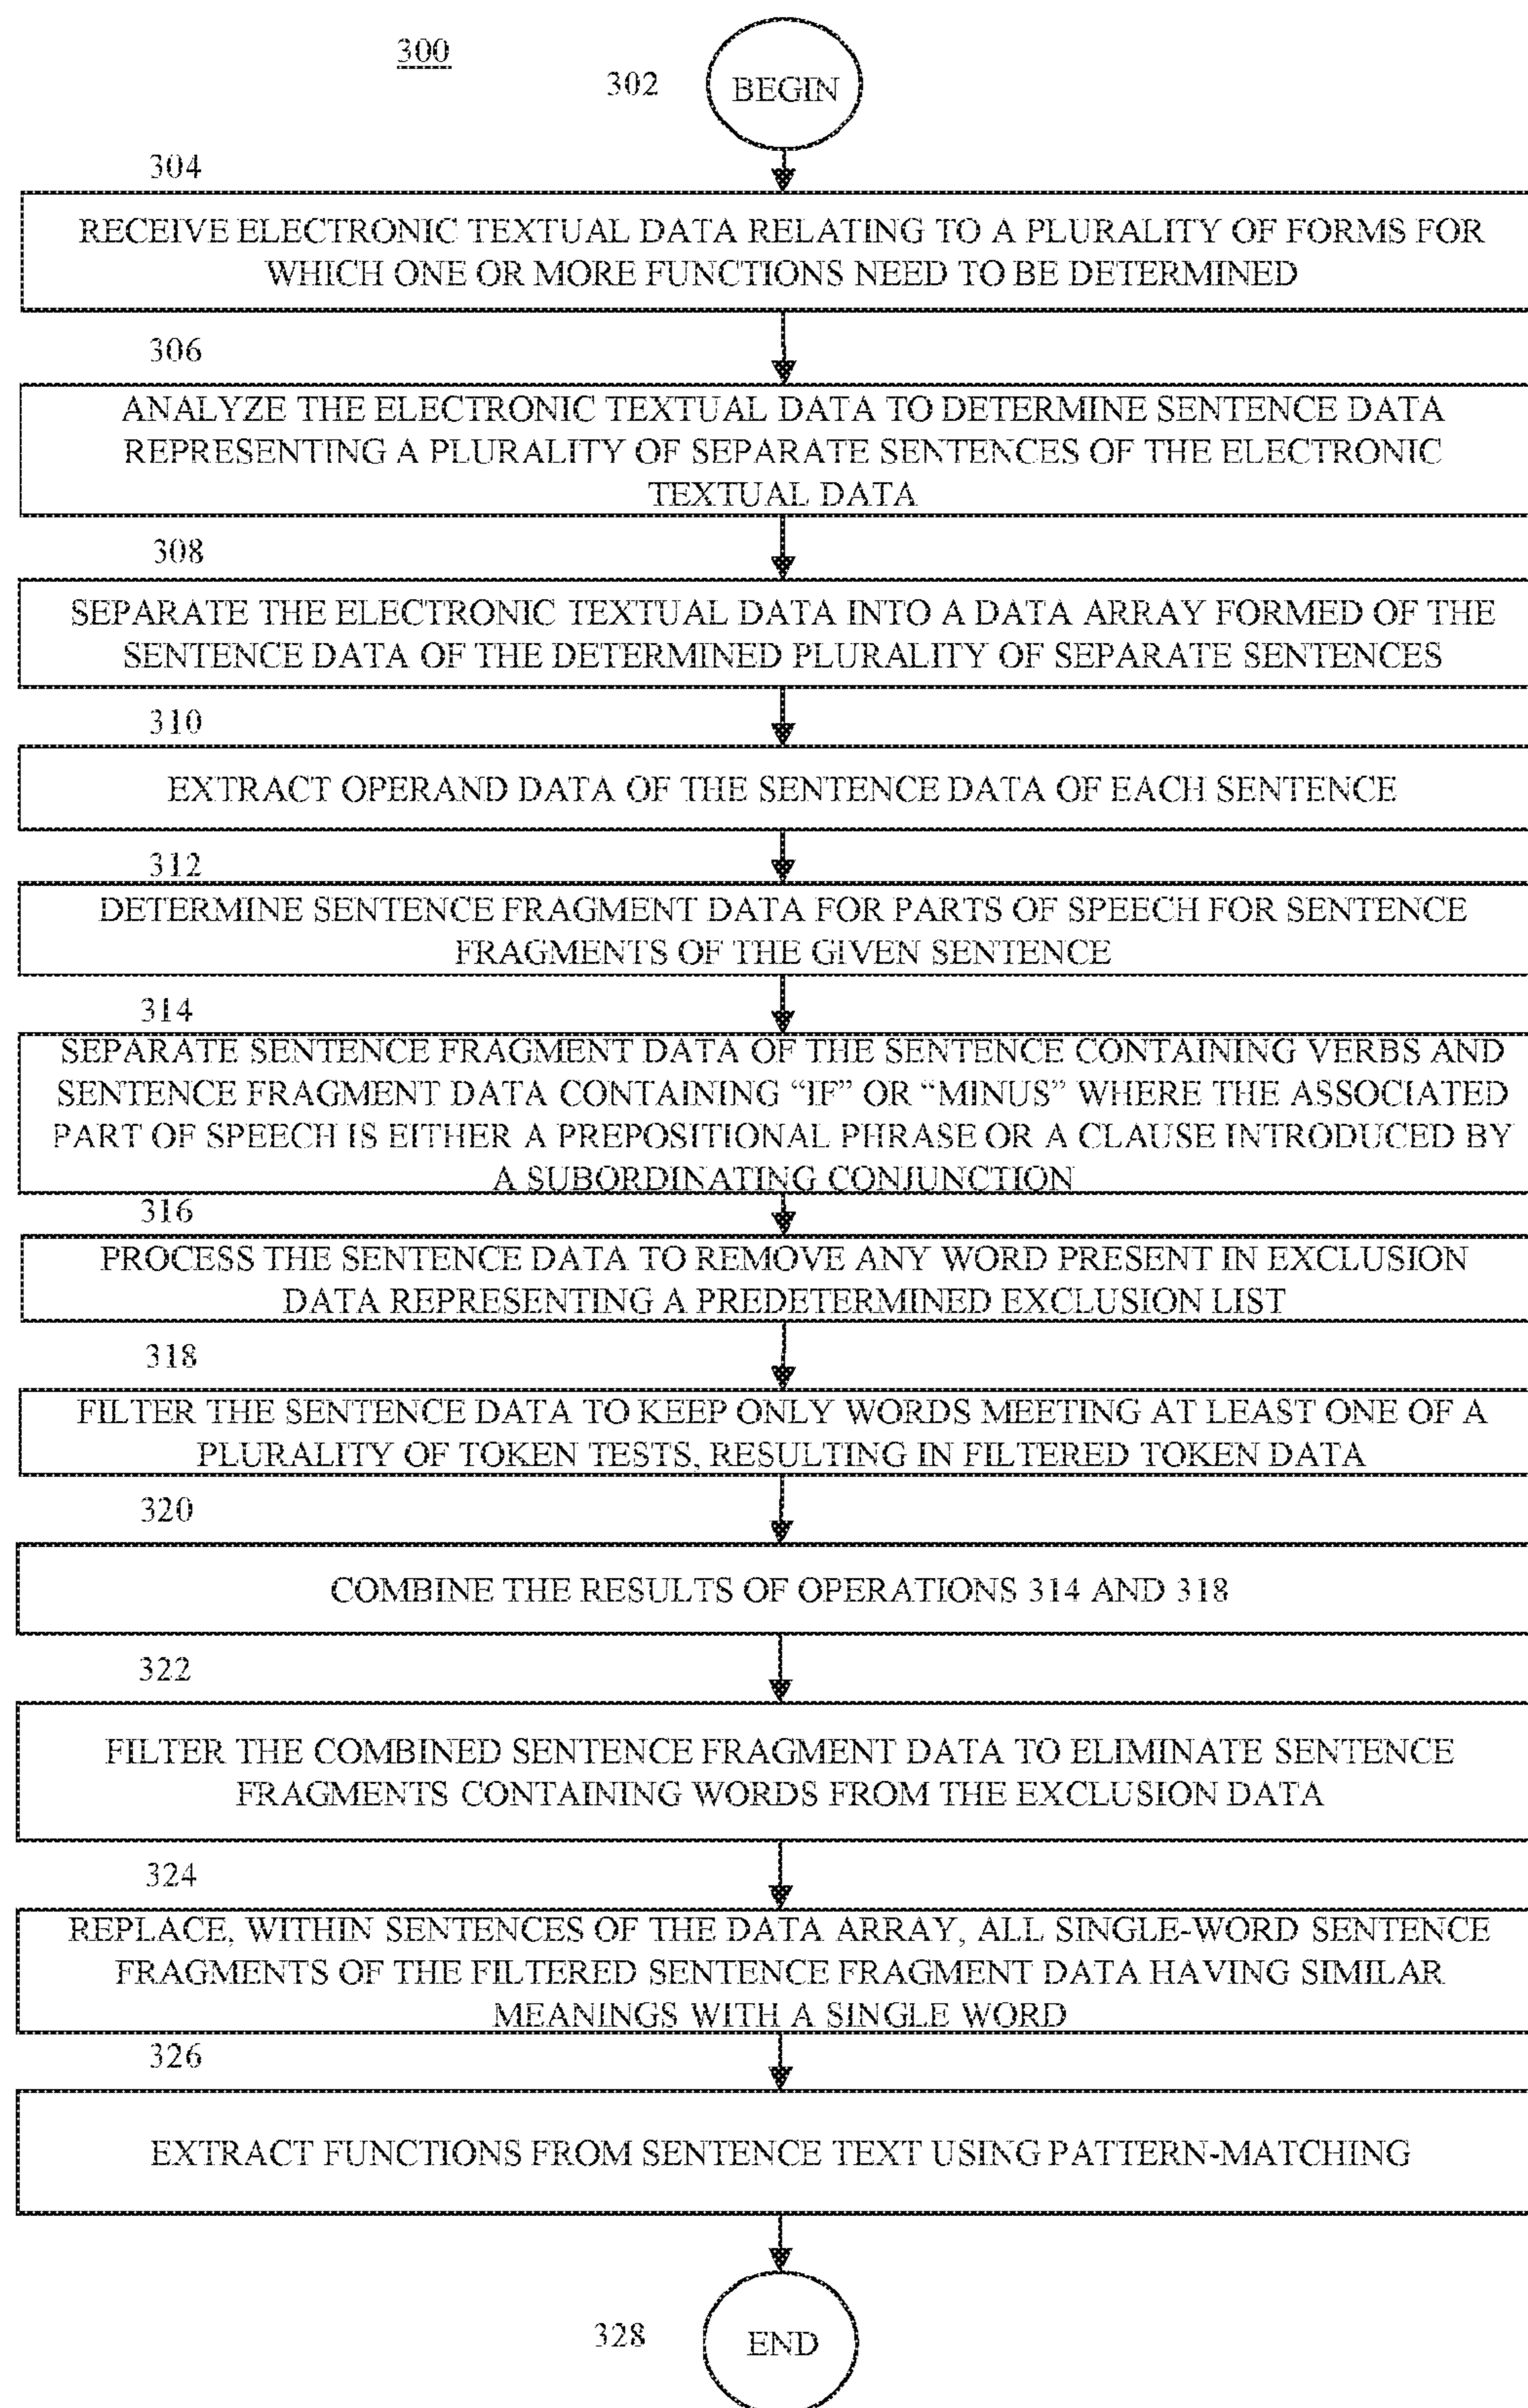 300
302
BEGIN
304
RECEIVE ELECTRONIC TEXTUAL DATA RELATING TO A PLURALITY OF FORMS FOR
WHICH ONE OR MORE FUNCTIONS NEED TO BE DETERMINED
306
ANALYZE THE ELECTRONIC TEXTUAL DATA TO DETERMINE SENTENCE DATA
REPRESENTING A PLURALITY OF SEPARATE SENTENCES OF THE ELECTRONIC
TEXTUAL DATA
308
SEPARATE THE ELECTRONIC TEXTUAL DATA INTO A DATA ARRAY FORMED OF THE
SENTENCE DATA OF THE DETERMINED PLURALITY OF SEPARATE SENTENCES
310
EXTRACT OPERAND DATA OF THE SENTENCE DATA OF EACH SENTENCE
312
DETERMINE SENTENCE FRAGMENT DATA FOR PARTS OF SPEECH FOR SENTENCE
FRAGMENTS OF THE GIVEN SENTENCE
314
SEPARATE SENTENCE FRAGMENT DATA OF THE SENTENCE CONTAINING VERBS AND
SENTENCE FRAGMENT DATA CONTAINING “IF” OR “MINUS” WHERE THE ASSOCIATED
PART OF SPEECH IS EITHER A PREPOSITIONAL PHRASE OR A CLAUSE INTRODUCED BY
A SUBORDINATING CONJUNCTION
316
PROCESS THE SENTENCE DATA TO REMOVE ANY WORD PRESENT IN EXCLUSION
DATA REPRESENTING A PREDETERMINED EXCLUSION LIST
318
FILTER THE SENTENCE DATA TO KEEP ONLY WORDS MEETING AT LEAST ONE OF A
PLURALITY OF TOKEN TESTS, RESULTING IN FILTERED TOKEN DATA
320
COMBINE THE RESULTS OF OPERATIONS 314 AND 318
322
FILTER THE COMBINED SENTENCE FRAGMENT DATA TO ELIMINATE SENTENCE
FRAGMENTS CONTAINING WORDS FROM THE EXCLUSION DATA
324
REPLACE, WITHIN SENTENCES OF THE DATA ARRAY, ALL SINGLE-WORD SENTENCE
FRAGMENTS OF THE FILTERED SENTENCE FRAGMENT DATA HAVING SIMILAR
MEANINGS WITH A SINGLE WORD
326
EXTRACT FUNCTIONS FROM SENTENCE TEXT USING PATTERN-MATCHING
328
END